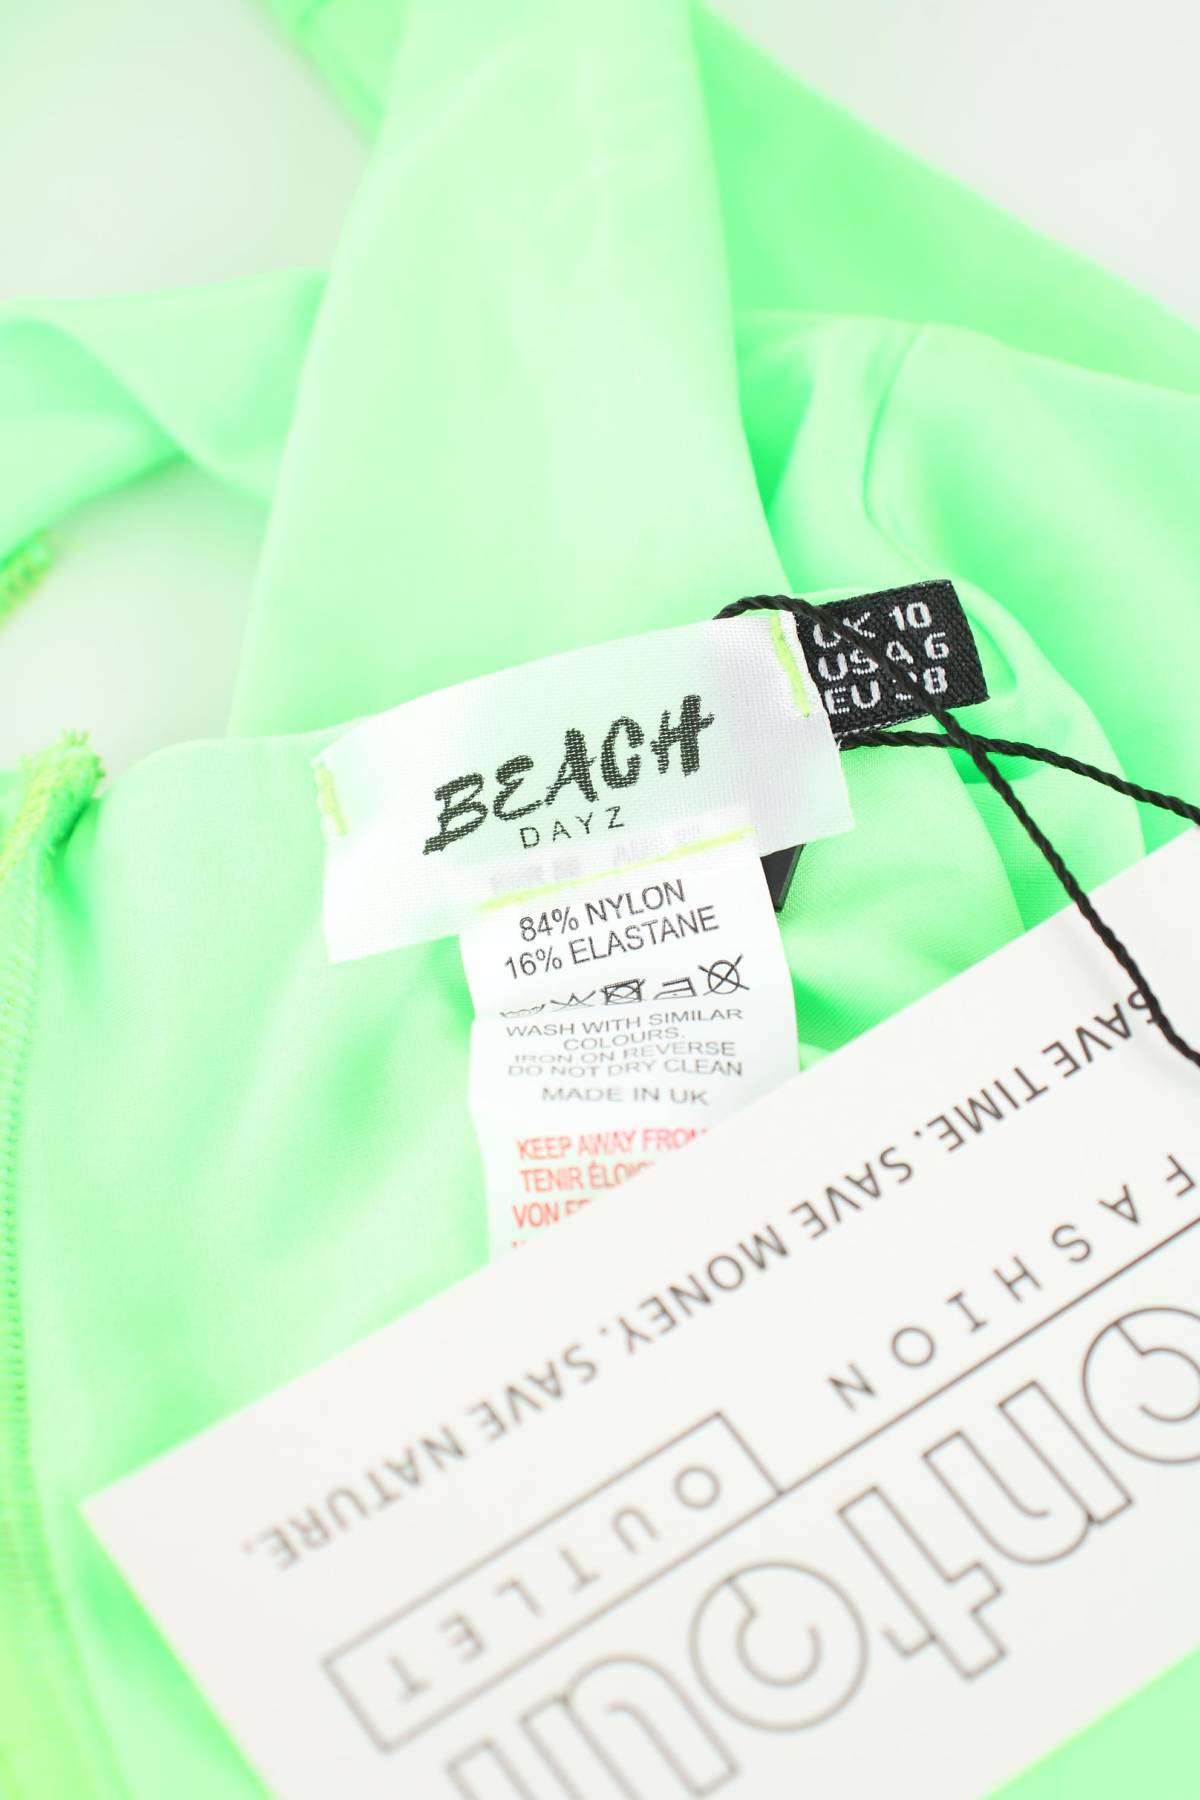 UK 10
USA 6
EU 38
BEACH
DAYZ
84% NYLON
16% ELASTANE
WASH WITH SIMILAR
COLOURS.
IRON ON REVERSE
DO NOT DRY CLEAN
MADE IN UK
KEEP AWAY FROM
TENIR ÉLOI
VON
SAVE TIME. SAVE MONEY. SAVE NATURE.
FASHION
OUTLET